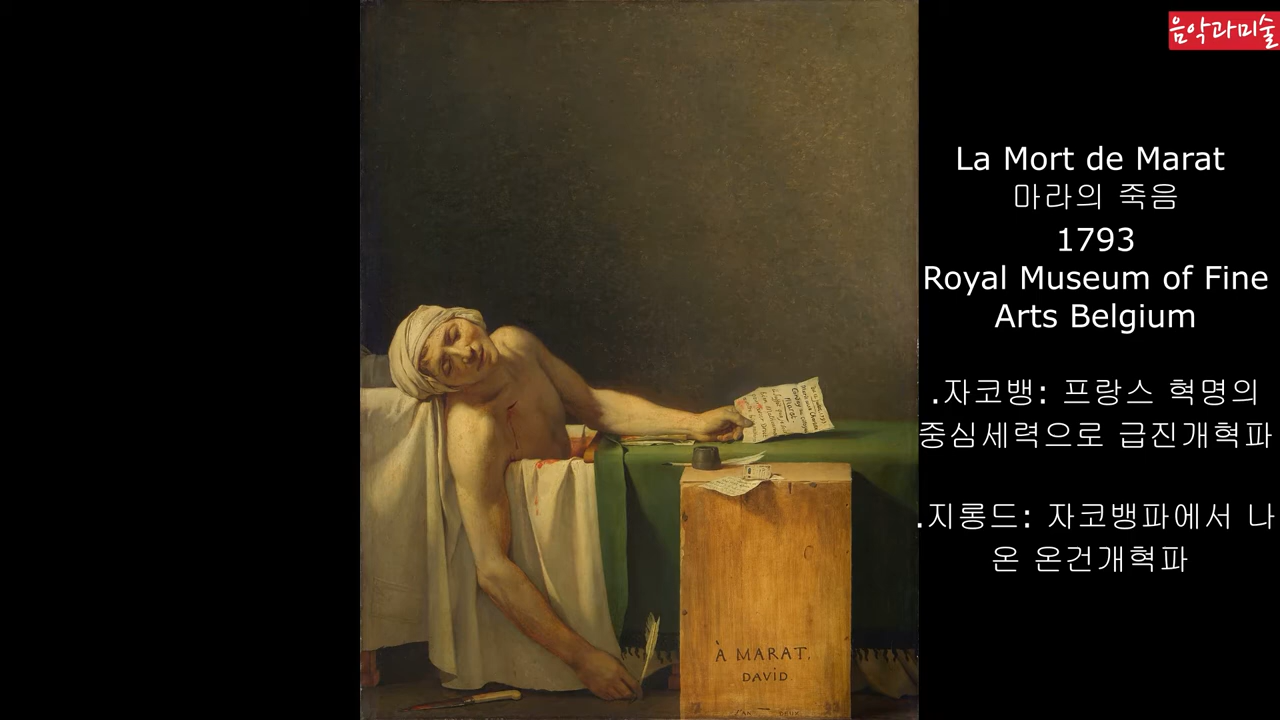 음악과미술
La Mort de Marat
마라의 죽음
1793
Royal Museum of Fine
Arts Belgium
.자코뱅: 프랑스 혁명의
중심세력으로 급진개혁파
.지롱드: 자코뱅파에서 나
온 온건개혁파
À MARAT.
DAVID